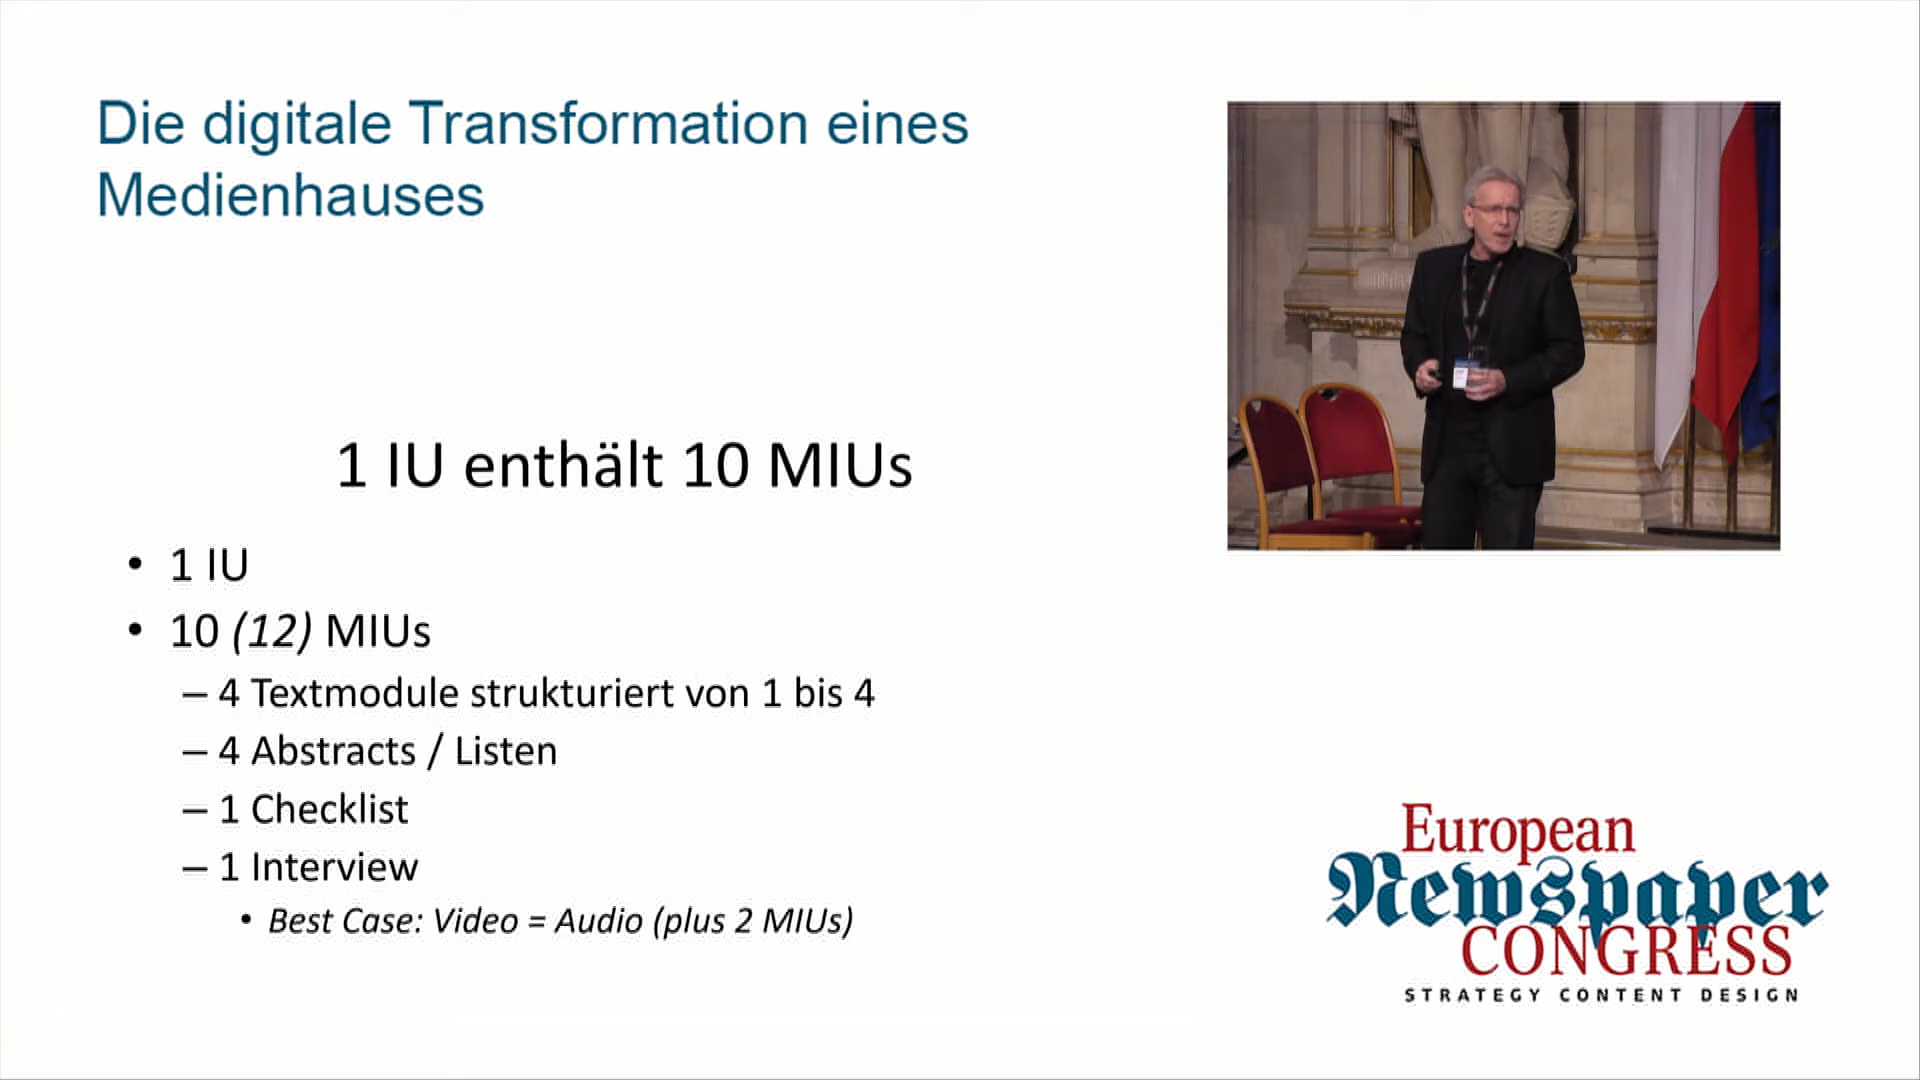 Die digitale Transformation eines
Medienhauses
1 IU enthält 10 MIUs
• 1 IU
• 10 (12) MIUs
– 4 Textmodule strukturiert von 1 bis 4
– 4 Abstracts / Listen
– 1 Checklist
– 1 Interview
• Best Case: Video = Audio (plus 2 MIUs)
European
Newspaper
CONGRESS
STRATEGY CONTENT DESIGN